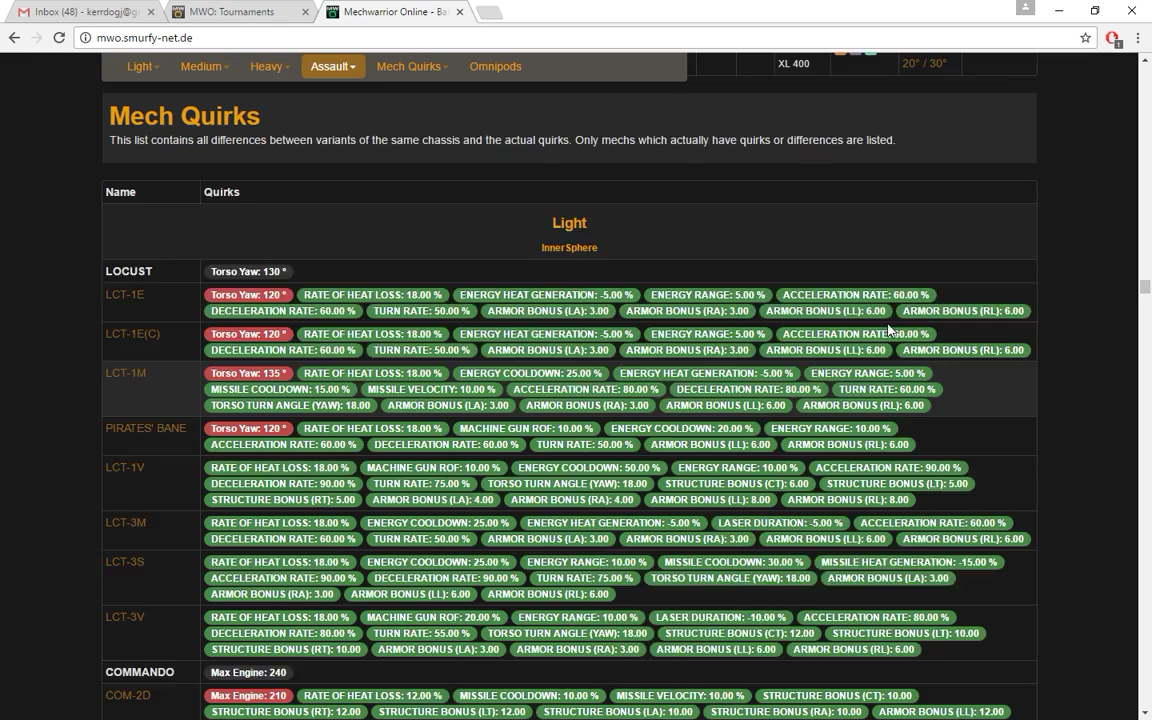 Inbox (48) - kerrdogj@g
MWO: Tournaments
Mechwarrior Online - Ba
mwo.smurfy-net.de
1
Light
Medium
Heavy
Assault
Mech Quirks
Omnipods
XL 400
20° / 30°
Mech Quirks
This list contains all differences between variants of the same chassis and the actual quirks. Only mechs which actually have quirks or differences are listed.
Name Quirks
Light
InnerSphere
LOCUST Torso Yaw: 130 °
LCT-1E Torso Yaw: 120 ° RATE OF HEAT LOSS: 18.00 % ENERGY HEAT GENERATION: -5.00 % ENERGY RANGE: 5.00 % ACCELERATION RATE: 60.00 %
DECELERATION RATE: 60.00 % TURN RATE: 50.00 % ARMOR BONUS (LA): 3.00 ARMOR BONUS (RA): 3.00 ARMOR BONUS (LL): 6.00 ARMOR BONUS (RL): 6.00
LCT-1E(C) Torso Yaw: 120 ° RATE OF HEAT LOSS: 18.00 % ENERGY HEAT GENERATION: -5.00 % ENERGY RANGE: 5.00 % ACCELERATION RATE: 60.00 %
DECELERATION RATE: 60.00 % TURN RATE: 50.00 % ARMOR BONUS (LA): 3.00 ARMOR BONUS (RA): 3.00 ARMOR BONUS (LL): 6.00 ARMOR BONUS (RL): 6.00
LCT-1M Torso Yaw: 135 ° RATE OF HEAT LOSS: 18.00 % ENERGY COOLDOWN: 25.00 % ENERGY HEAT GENERATION: -5.00 % ENERGY RANGE: 5.00 %
MISSILE COOLDOWN: 15.00 % MISSILE VELOCITY: 10.00 % ACCELERATION RATE: 80.00 % DECELERATION RATE: 80.00 % TURN RATE: 60.00 %
TORSO TURN ANGLE (YAW): 18.00 ARMOR BONUS (LA): 3.00 ARMOR BONUS (RA): 3.00 ARMOR BONUS (LL): 6.00 ARMOR BONUS (RL): 6.00
PIRATES' BANE Torso Yaw: 120 ° RATE OF HEAT LOSS: 18.00 % MACHINE GUN ROF: 10.00 % ENERGY COOLDOWN: 20.00 % ENERGY RANGE: 10.00 %
ACCELERATION RATE: 60.00 % DECELERATION RATE: 60.00 % TURN RATE: 50.00 % ARMOR BONUS (LL): 6.00 ARMOR BONUS (RL): 6.00
LCT-1V RATE OF HEAT LOSS: 18.00 % MACHINE GUN ROF: 10.00 % ENERGY COOLDOWN: 50.00 % ENERGY RANGE: 10.00 % ACCELERATION RATE: 90.00 %
DECELERATION RATE: 90.00 % TURN RATE: 75.00 % TORSO TURN ANGLE (YAW): 18.00 STRUCTURE BONUS (CT): 6.00 STRUCTURE BONUS (LT): 5.00
STRUCTURE BONUS (RT): 5.00 ARMOR BONUS (LA): 4.00 ARMOR BONUS (RA): 4.00 ARMOR BONUS (LL): 8.00 ARMOR BONUS (RL): 8.00
LCT-3M RATE OF HEAT LOSS: 18.00 % ENERGY COOLDOWN: 25.00 % ENERGY HEAT GENERATION: -5.00 % LASER DURATION: -5.00 % ACCELERATION RATE: 60.00 %
DECELERATION RATE: 60.00 % TURN RATE: 50.00 % ARMOR BONUS (LA): 3.00 ARMOR BONUS (RA): 3.00 ARMOR BONUS (LL): 6.00 ARMOR BONUS (RL): 6.00
LCT-3S RATE OF HEAT LOSS: 18.00 % ENERGY COOLDOWN: 25.00 % ENERGY RANGE: 10.00 % MISSILE COOLDOWN: 30.00 % MISSILE HEAT GENERATION: -15.00 %
ACCELERATION RATE: 90.00 % DECELERATION RATE: 90.00 % TURN RATE: 75.00 % TORSO TURN ANGLE (YAW): 18.00 ARMOR BONUS (LA): 3.00
ARMOR BONUS (RA): 3.00 ARMOR BONUS (LL): 6.00 ARMOR BONUS (RL): 6.00
LCT-3V RATE OF HEAT LOSS: 18.00 % MACHINE GUN ROF: 20.00 % ENERGY RANGE: 10.00 % LASER DURATION: -10.00 % ACCELERATION RATE: 80.00 %
DECELERATION RATE: 80.00 % TURN RATE: 55.00 % TORSO TURN ANGLE (YAW): 18.00 STRUCTURE BONUS (CT): 12.00 STRUCTURE BONUS (LT): 10.00
STRUCTURE BONUS (RT): 10.00 ARMOR BONUS (LA): 3.00 ARMOR BONUS (RA): 3.00 ARMOR BONUS (LL): 6.00 ARMOR BONUS (RL): 6.00
COMMANDO Max Engine: 240
COM-2D Max Engine: 210 RATE OF HEAT LOSS: 12.00 % MISSILE COOLDOWN: 10.00 % MISSILE VELOCITY: 10.00 % STRUCTURE BONUS (CT): 10.00
STRUCTURE BONUS (RT): 12.00 STRUCTURE BONUS (LT): 12.00 STRUCTURE BONUS (LA): 10.00 STRUCTURE BONUS (RA): 10.00 ARMOR BONUS (LL): 12.00